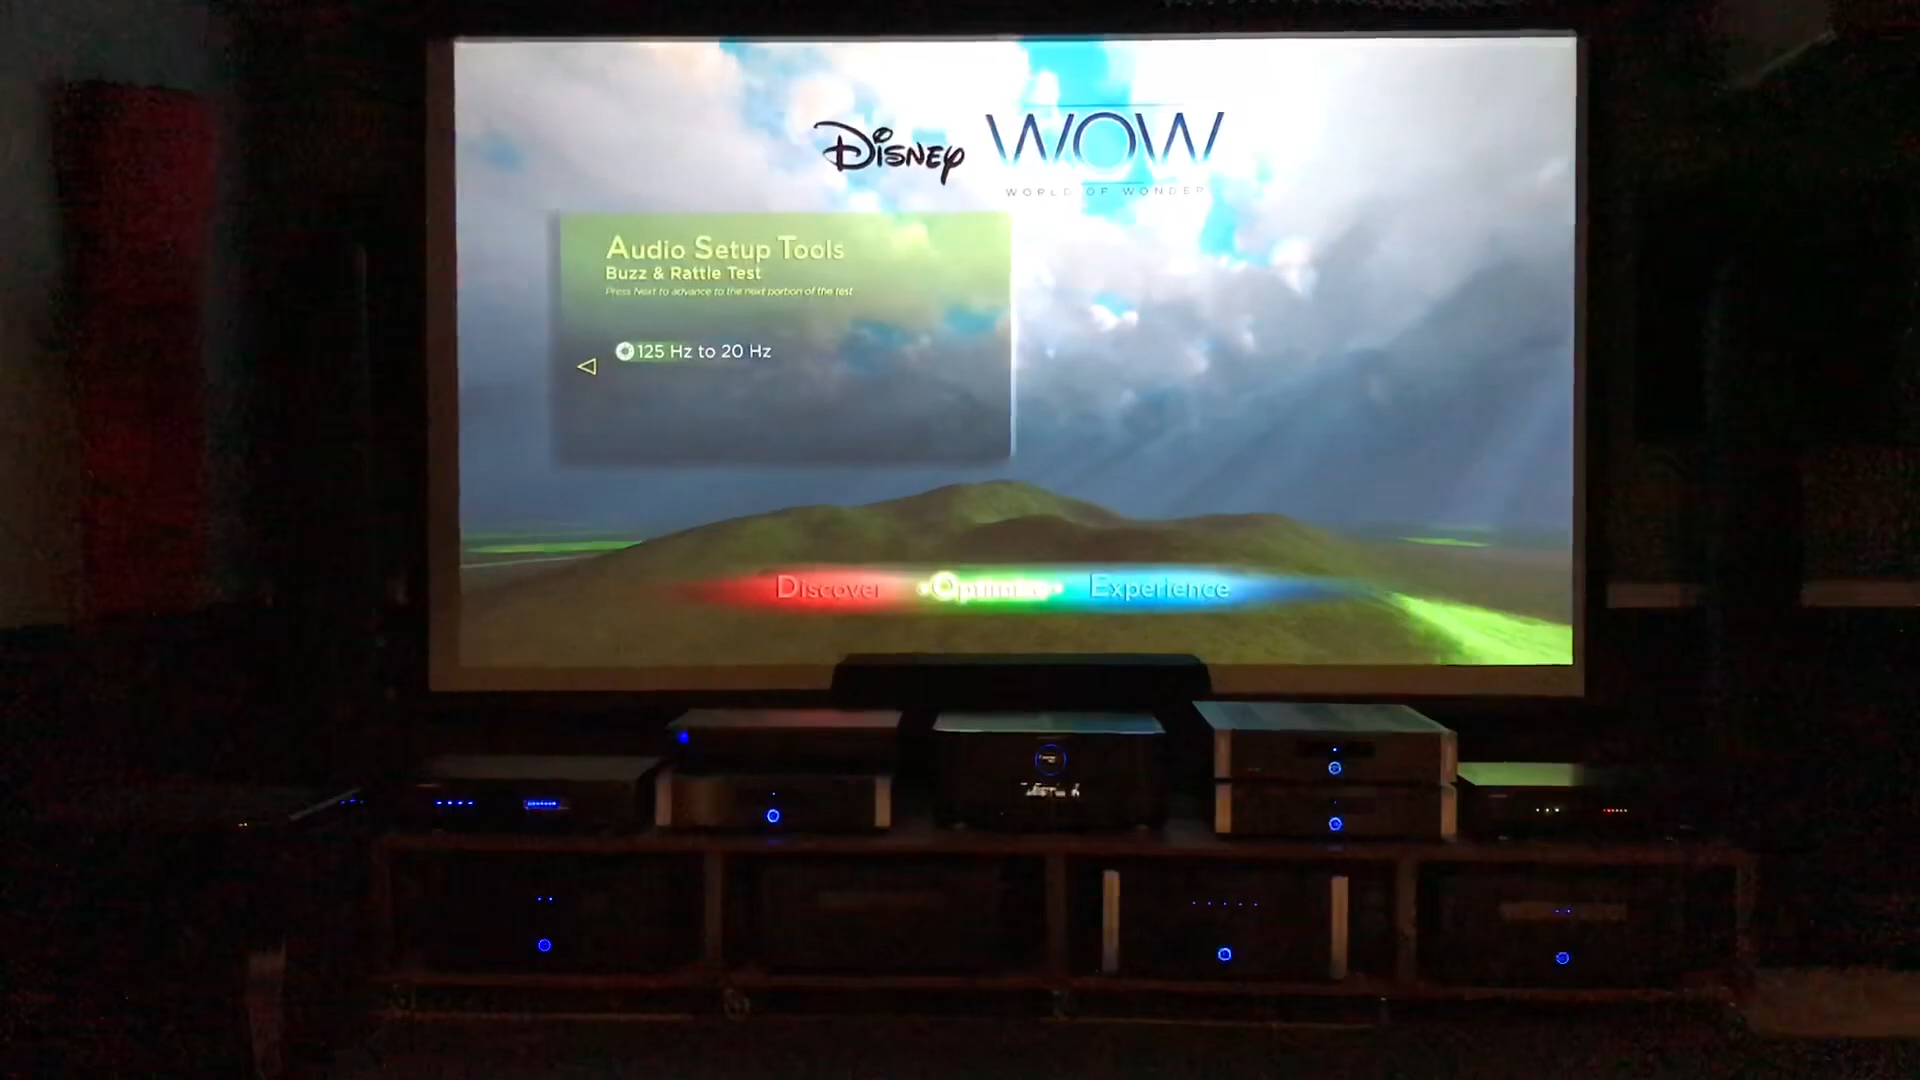 Disney WOW
WORLD OF WONDER
Audio Setup Tools
Buzz & Rattle Test
Press Next to advance to the next portion of the test
125 Hz to 20 Hz
Discover Optimize Experience